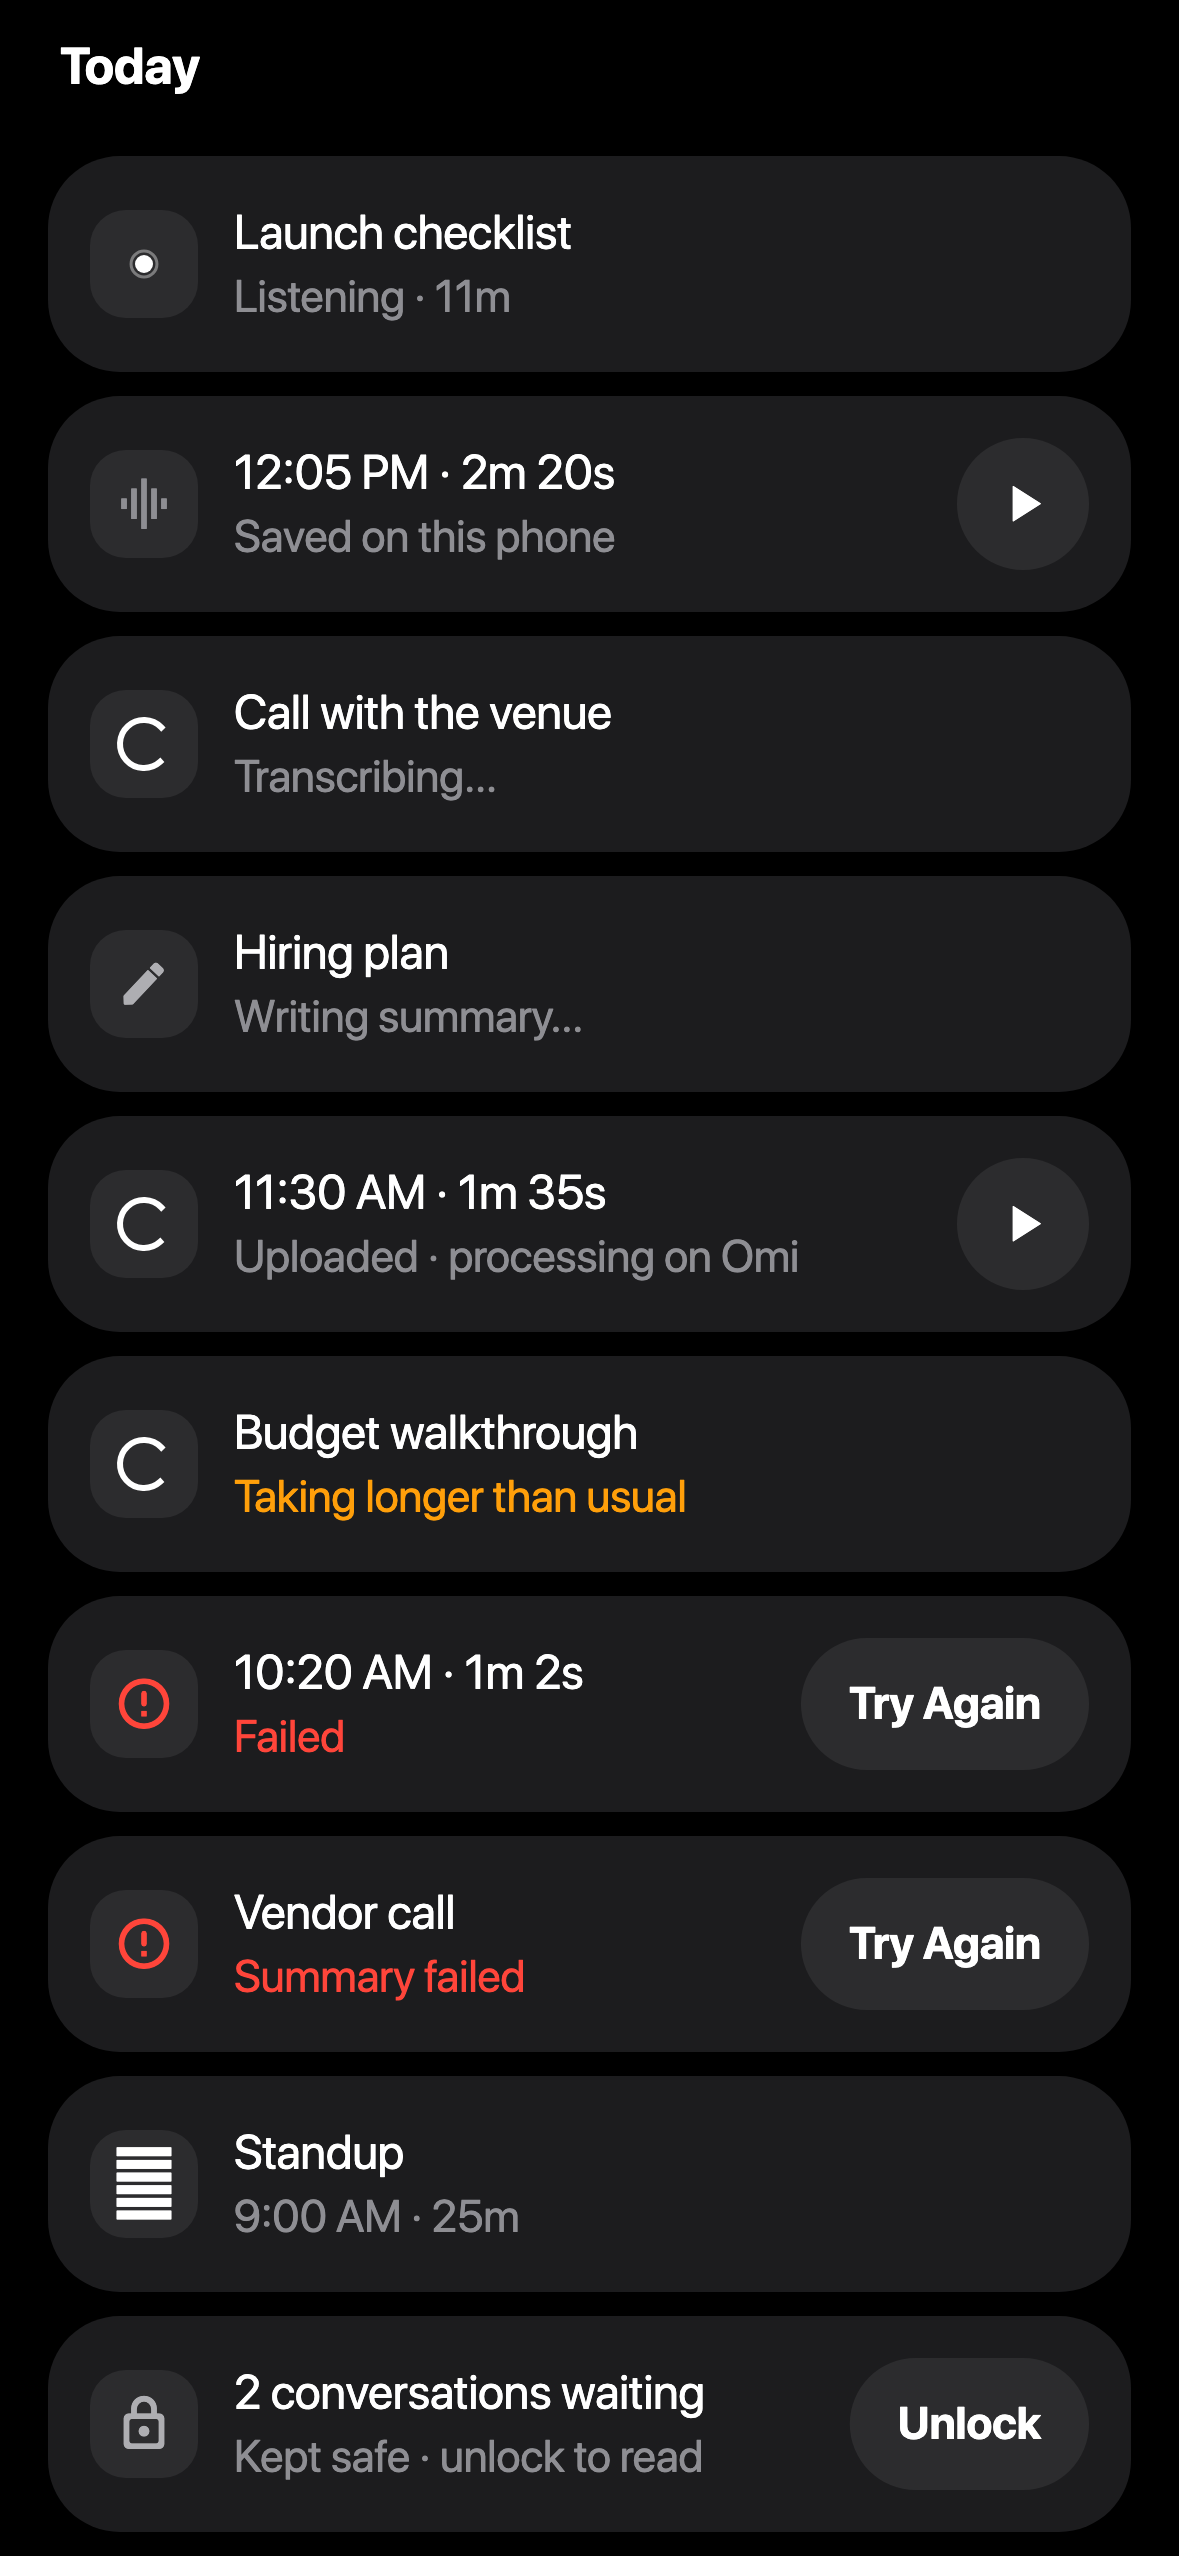 Today
Launch checklist
Listening · 11m
12:05 PM · 2m 20s
Saved on this phone
Call with the venue
Transcribing...
Hiring plan
Writing summary...
11:30 AM · 1m 35s
Uploaded · processing on Omi
Budget walkthrough
Taking longer than usual
10:20 AM · 1m 2s
Failed
Try Again
Vendor call
Summary failed
Try Again
Standup
9:00 AM · 25m
2 conversations waiting
Kept safe · unlock to read
Unlock